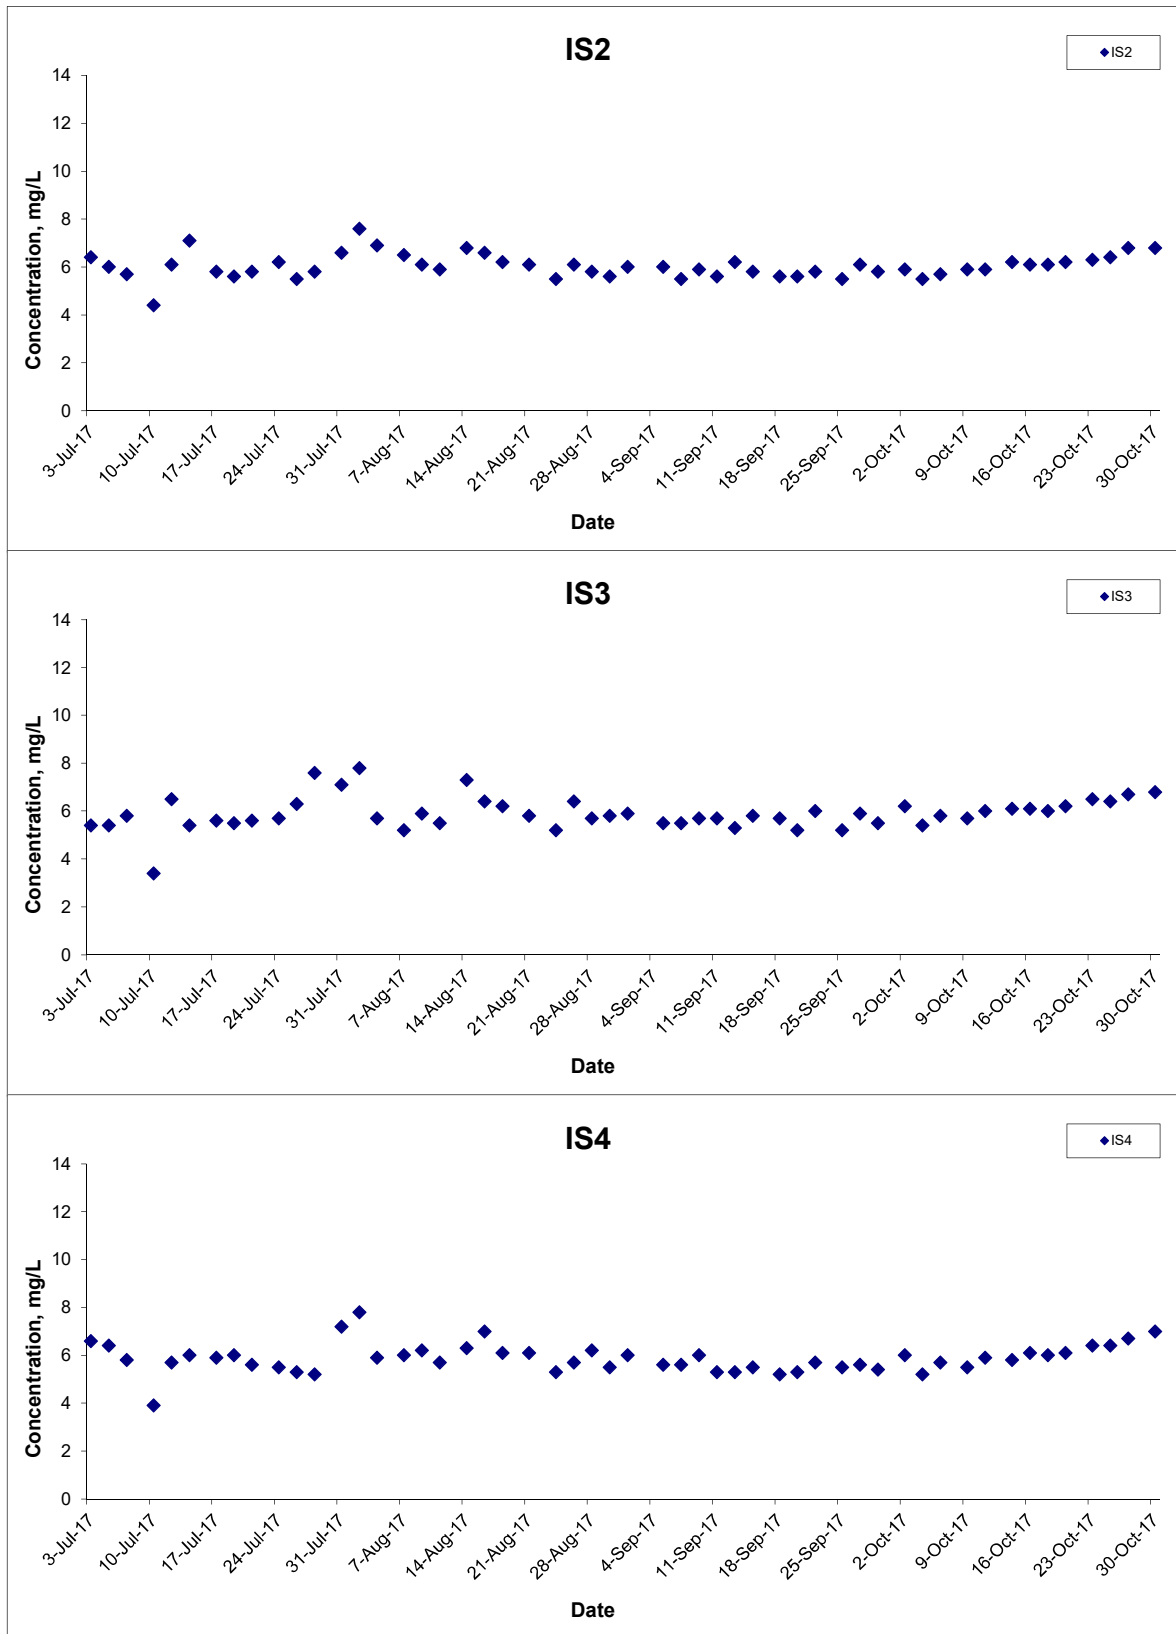 IS2
IS2
14
12
10
8
6
4
2
0
Concentration, mg/L
3-Jul-17
10-Jul-17
17-Jul-17
24-Jul-17
31-Jul-17
7-Aug-17
14-Aug-17
21-Aug-17
28-Aug-17
4-Sep-17
11-Sep-17
18-Sep-17
25-Sep-17
2-Oct-17
9-Oct-17
16-Oct-17
23-Oct-17
30-Oct-17
Date
IS3
IS3
14
12
10
8
6
4
2
0
Concentration, mg/L
3-Jul-17
10-Jul-17
17-Jul-17
24-Jul-17
31-Jul-17
7-Aug-17
14-Aug-17
21-Aug-17
28-Aug-17
4-Sep-17
11-Sep-17
18-Sep-17
25-Sep-17
2-Oct-17
9-Oct-17
16-Oct-17
23-Oct-17
30-Oct-17
Date
IS4
IS4
14
12
10
8
6
4
2
0
Concentration, mg/L
3-Jul-17
10-Jul-17
17-Jul-17
24-Jul-17
31-Jul-17
7-Aug-17
14-Aug-17
21-Aug-17
28-Aug-17
4-Sep-17
11-Sep-17
18-Sep-17
25-Sep-17
2-Oct-17
9-Oct-17
16-Oct-17
23-Oct-17
30-Oct-17
Date